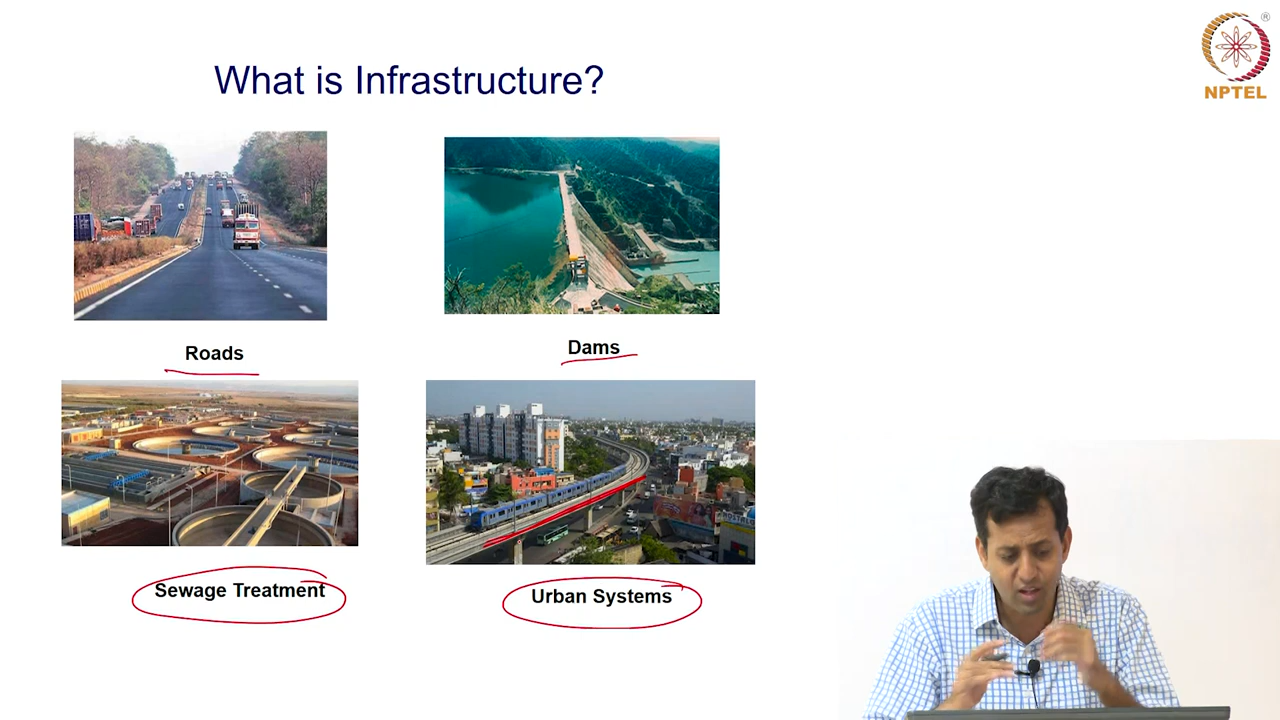 ®
NPTEL
What is Infrastructure?
Roads
Dams
Sewage Treatment
Urban Systems